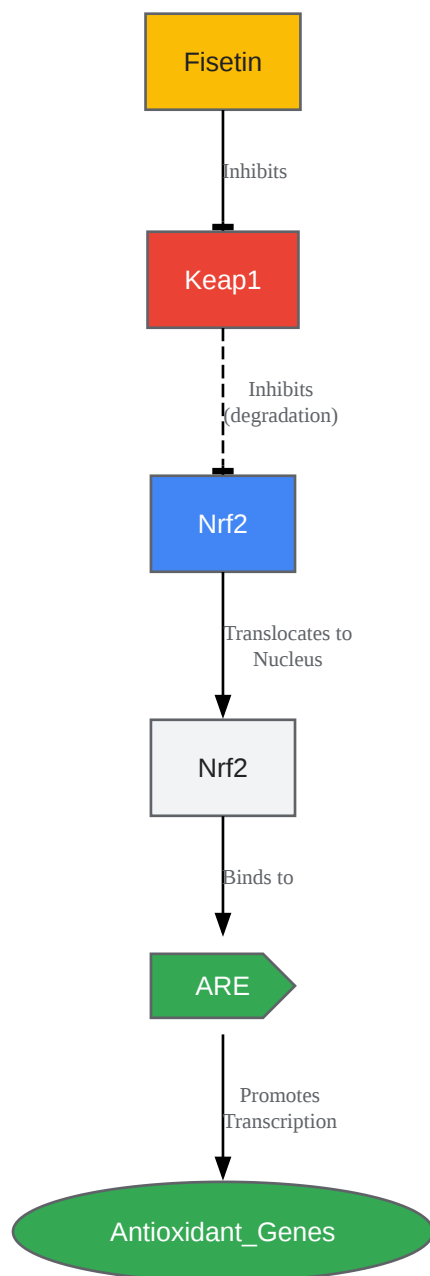 Fisetin
Inhibits
Keap1
Inhibits
(degradation)
Nrf2
Translocates to
Nucleus
Nrf2
Binds to
ARE
Promotes
Transcription
Antioxidant_Genes